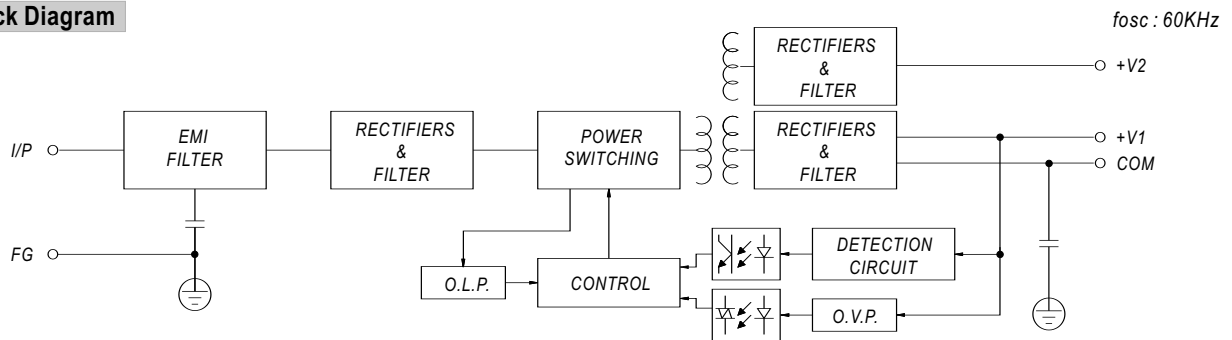 ck Diagram
fosc : 60KHz
RECTIFIERS
&
FILTER
+V2
I/P
EMI
FILTER
RECTIFIERS
&
FILTER
POWER
SWITCHING
RECTIFIERS
&
FILTER
+V1
COM
FG
O.L.P.
CONTROL
DETECTION
CIRCUIT
O.V.P.